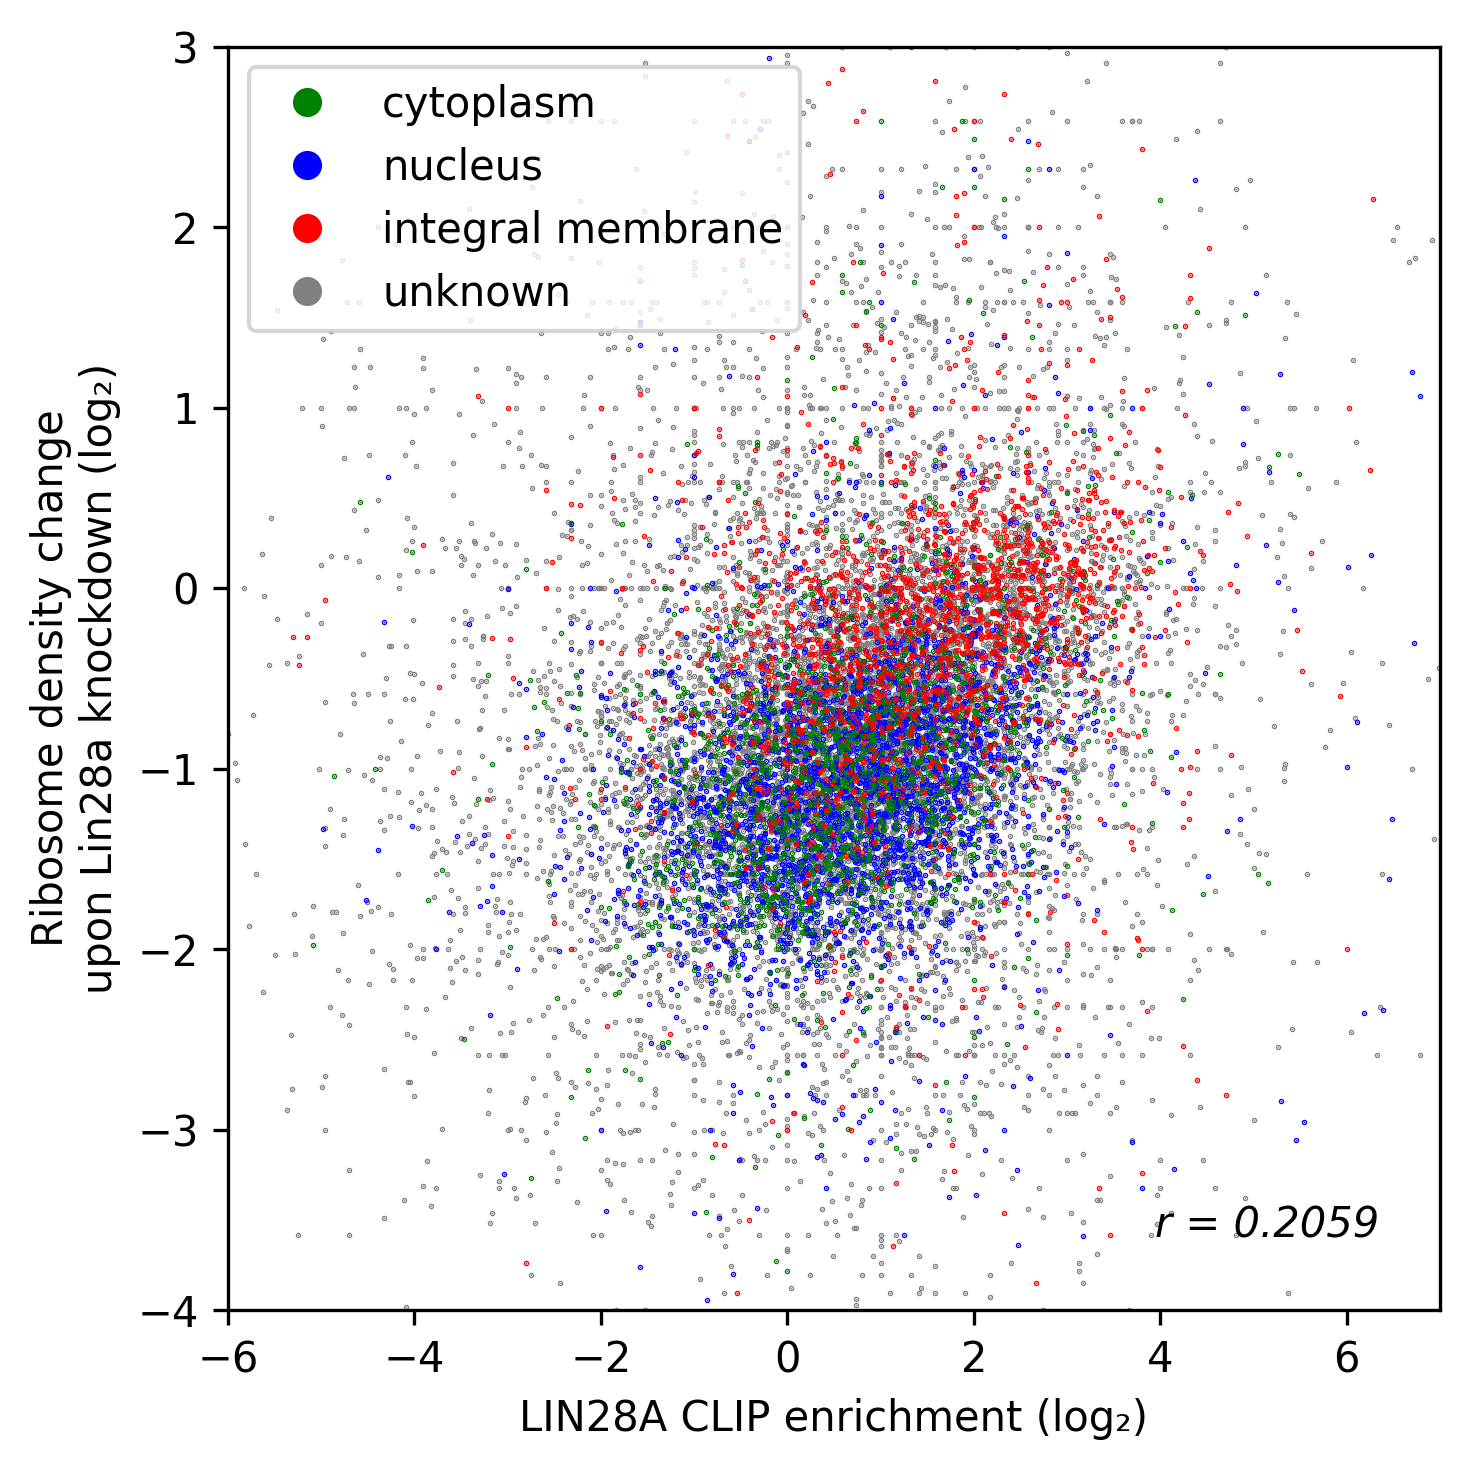 3
2
1
0
−1
−2
−3
−4
Ribosome density change
upon Lin28a knockdown (log₂)
cytoplasm
nucleus
integral membrane
unknown
r = 0.2059
−6
−4
−2
0
2
4
6
LIN28A CLIP enrichment (log₂)